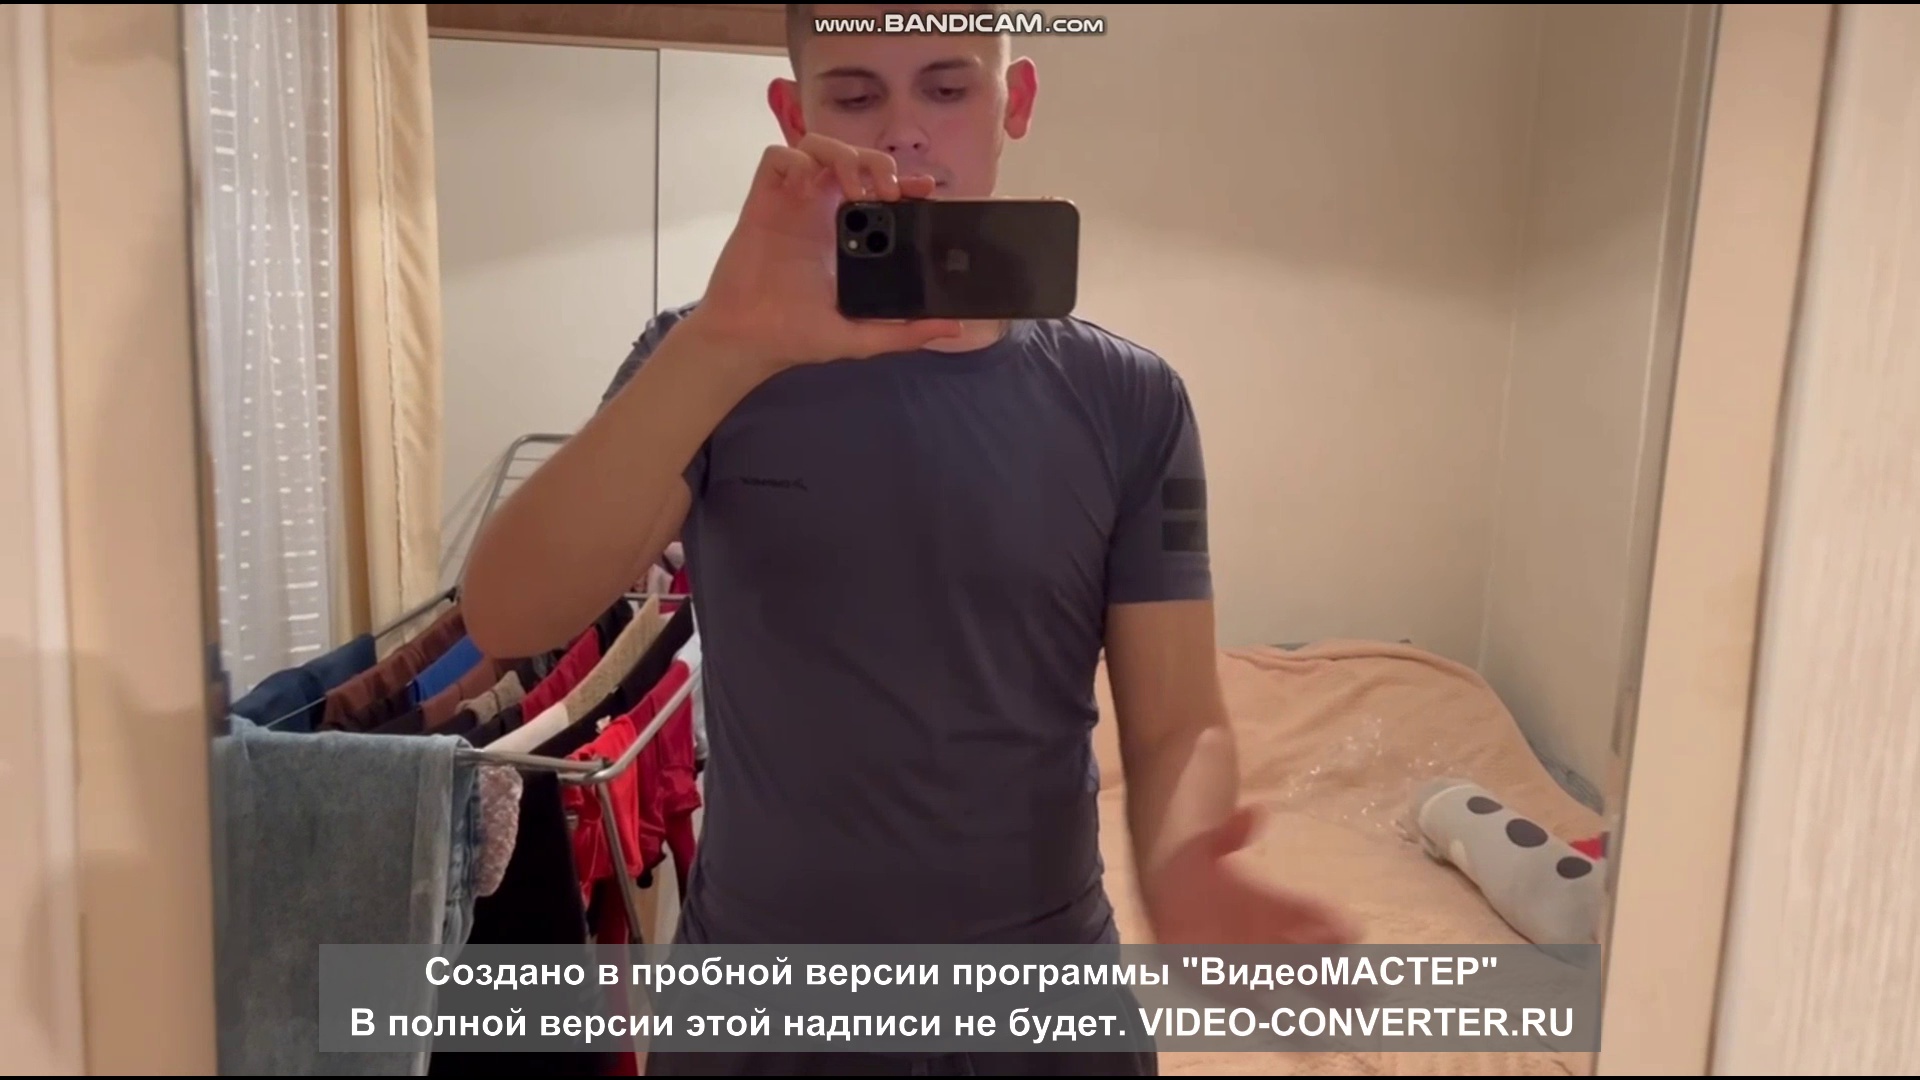 www.BANDICAM.com
Создано в пробной версии программы "ВидеоМАСТЕР"
В полной версии этой надписи не будет. VIDEO-CONVERTER.RU